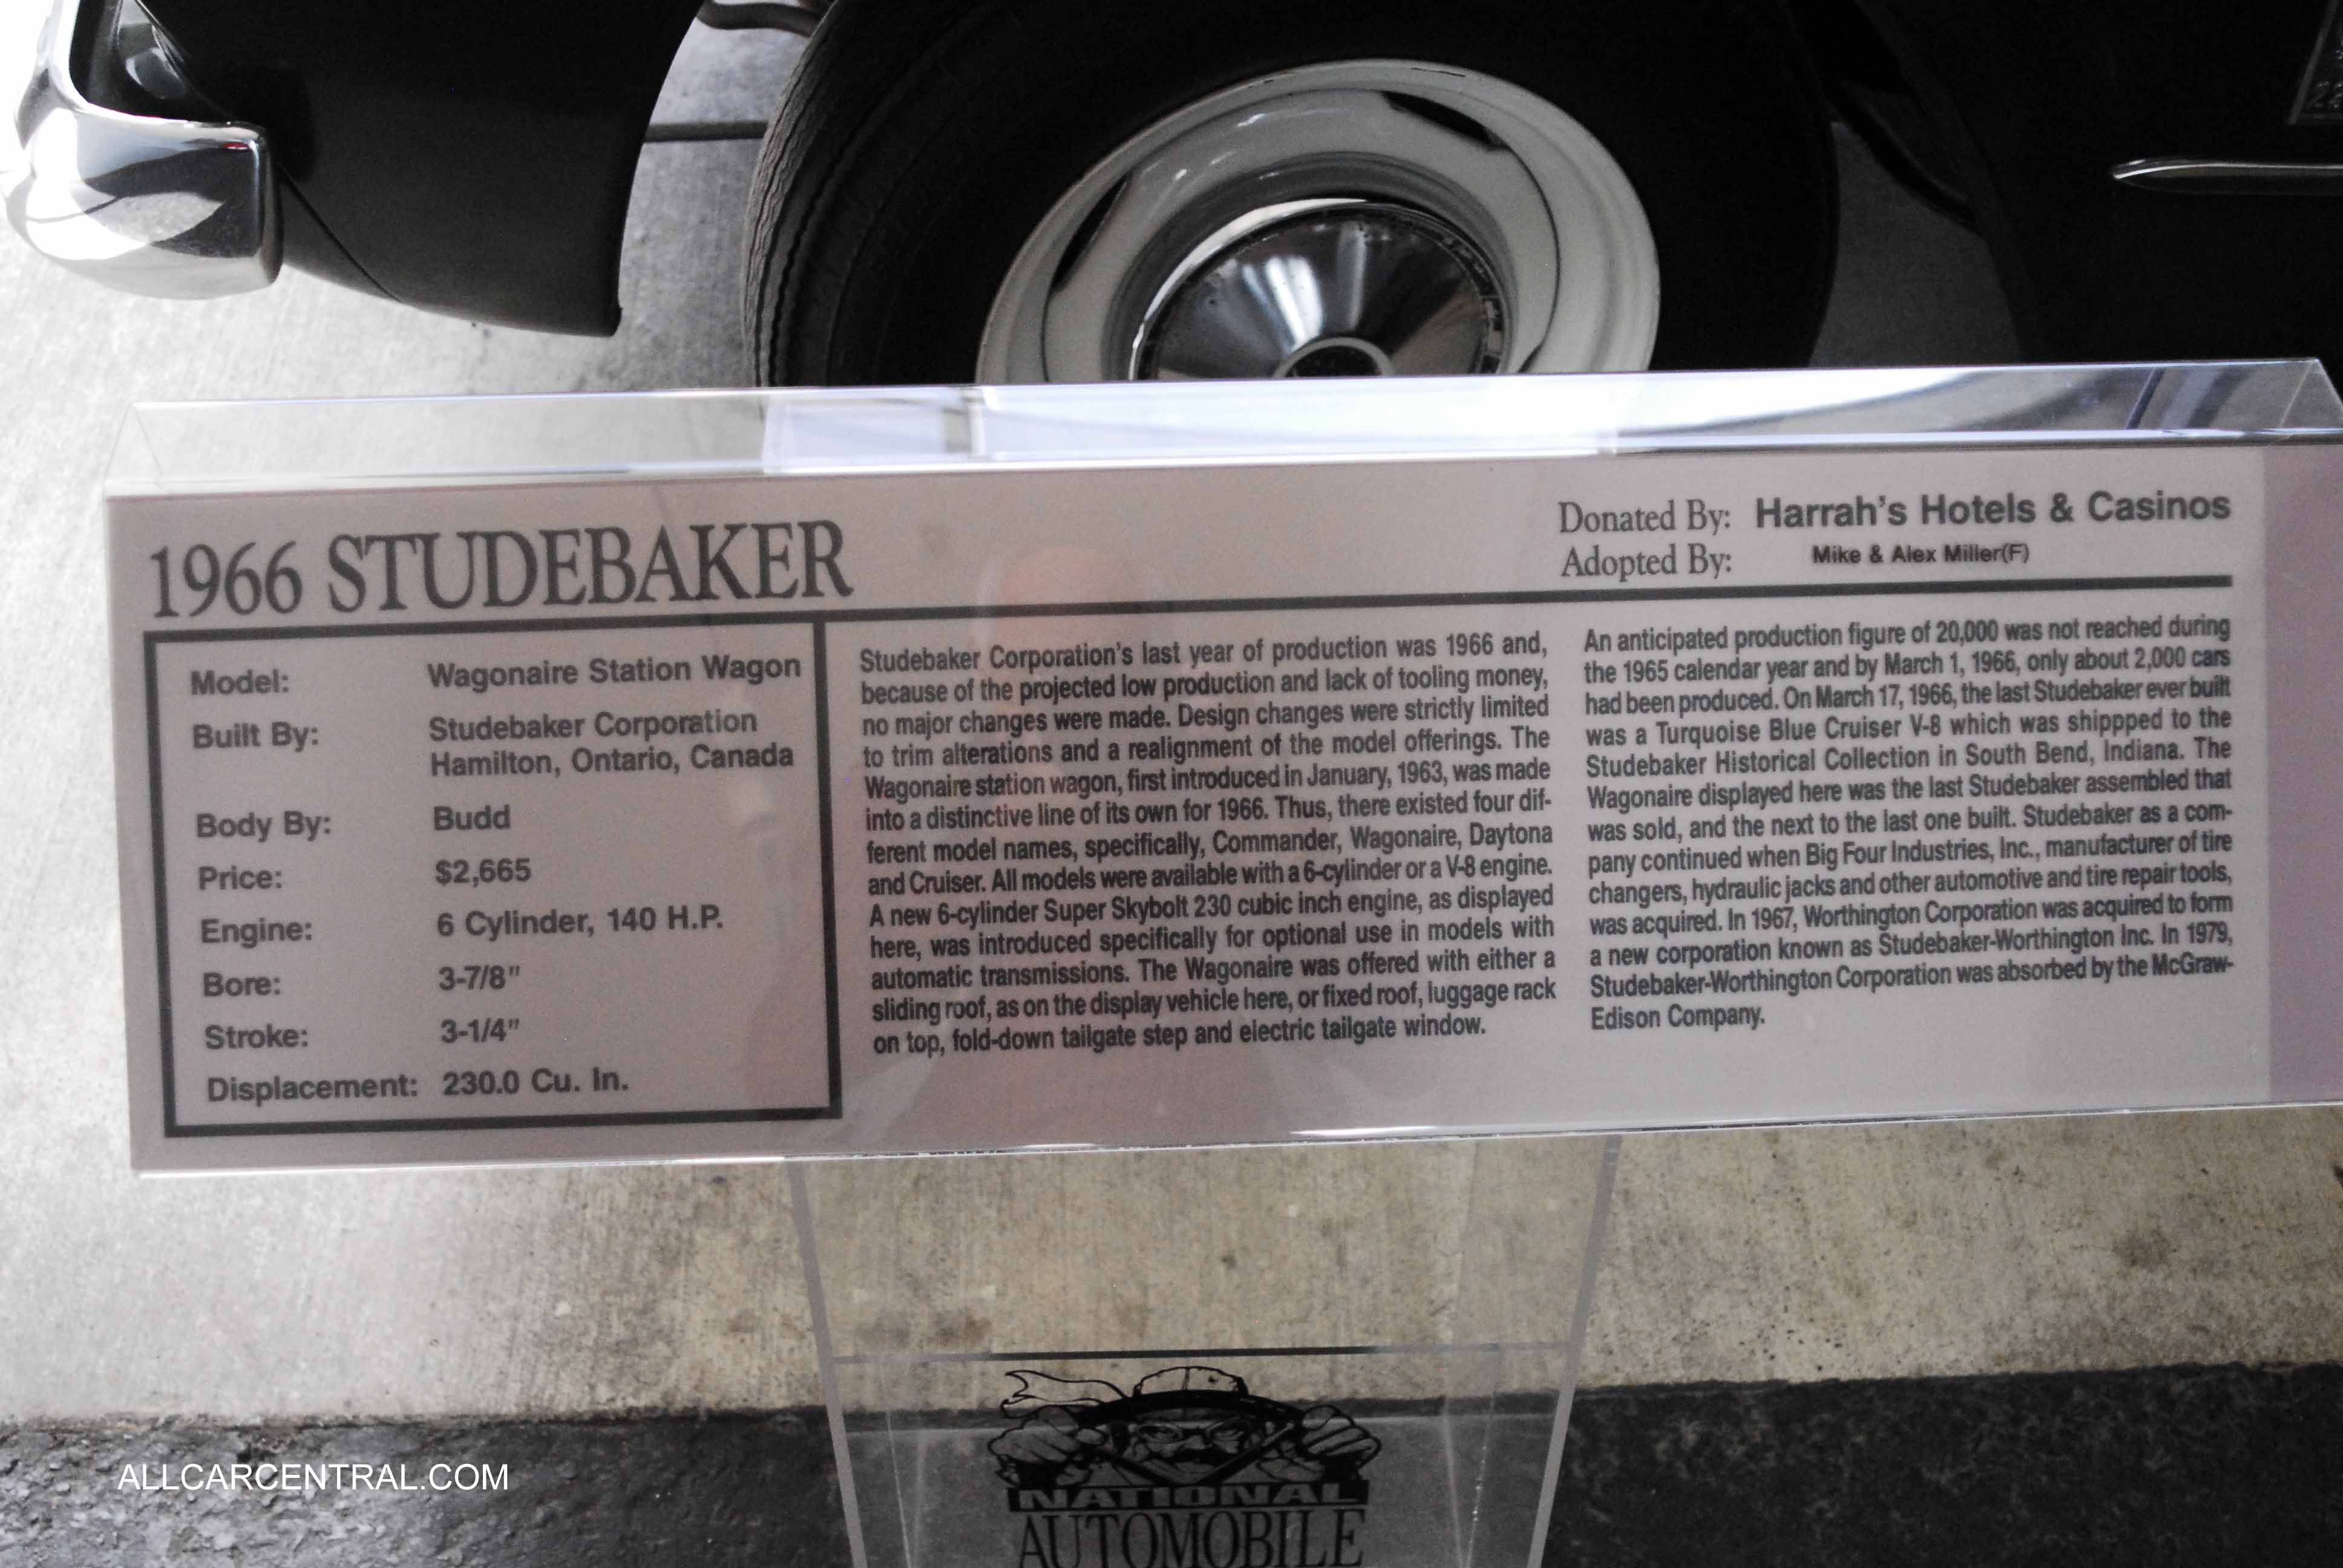 1966 STUDEBAKER
Donated By: Harrah's Hotels & Casinos
Adopted By: Mike & Alex Miller(F)
Model: Wagonaire Station Wagon
Built By: Studebaker Corporation
Hamilton, Ontario, Canada
Body By: Budd
Price: $2,665
Engine: 6 Cylinder, 140 H.P.
Bore: 3-7/8"
Stroke: 3-1/4"
Displacement: 230.0 Cu. In.
Studebaker Corporation's last year of production was 1966 and,
because of the projected low production and lack of tooling money,
no major changes were made. Design changes were strictly limited
to trim alterations and a realignment of the model offerings. The
Wagonaire station wagon, first introduced in January, 1963, was made
into a distinctive line of its own for 1966. Thus, there existed four dif-
ferent model names, specifically, Commander, Wagonaire, Daytona
and Cruiser. All models were available with a 6-cylinder or a V-8 engine.
A new 6-cylinder Super Skybolt 230 cubic inch engine, as displayed
here, was introduced specifically for optional use in models with
automatic transmissions. The Wagonaire was offered with either a
sliding roof, as on the display vehicle here, or fixed roof, luggage rack
on top, fold-down tailgate step and electric tailgate window.
An anticipated production figure of 20,000 was not reached during
the 1965 calendar year and by March 1, 1966, only about 2,000 cars
had been produced. On March 17, 1966, the last Studebaker ever built
was a Turquoise Blue Cruiser V-8 which was shippped to the
Studebaker Historical Collection in South Bend, Indiana. The
Wagonaire displayed here was the last Studebaker assembled that
was sold, and the next to the last one built. Studebaker as a com-
pany continued when Big Four Industries, Inc., manufacturer of tire
changers, hydraulic jacks and other automotive and tire repair tools,
was acquired. In 1967, Worthington Corporation was acquired to form
a new corporation known as Studebaker-Worthington Inc. In 1979,
Studebaker-Worthington Corporation was absorbed by the McGraw-
Edison Company.
NATIONAL
AUTOMOBILE
ALLCARCENTRAL.COM